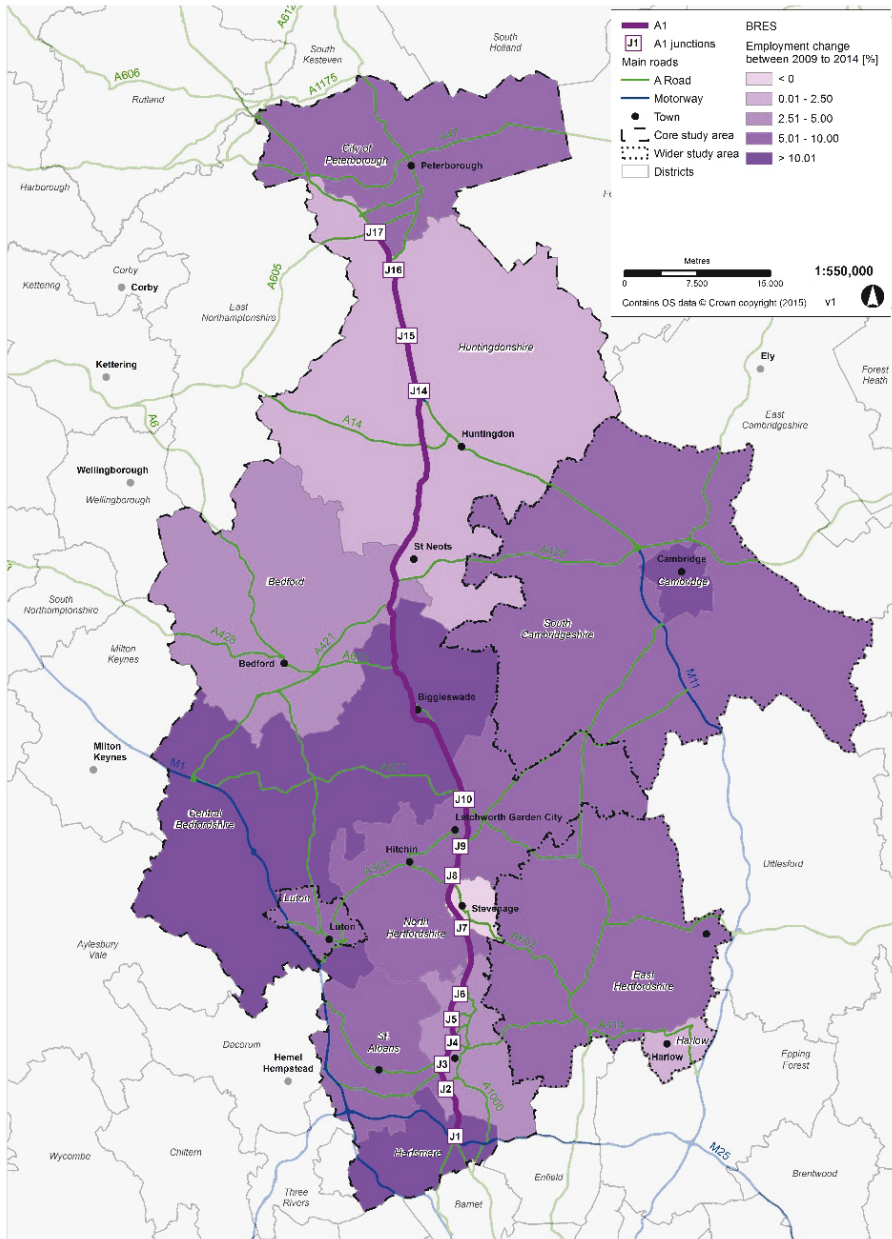 A1
J1 A1 junctions
Main roads
A Road
Motorway
Town
Core study area
Wider study area
Districts
BRES
Employment change
between 2009 to 2014 [%]
< 0
0.01 - 2.50
2.51 - 5.00
5.01 - 10.00
> 10.01
Metres
0 7,500 15,000
1:550,000
Contains OS data © Crown copyright (2015) v1
A612
South
Kesteven
South
Holland
A606
A1175
Rutland
City of
Peterborough
A47
Peterborough
Harborough
J17
J16
A605
Corby
Corby
Kettering
East
Northamptonshire
Huntingdonshire
J15
Kettering
J14
Ely
Forest
Heath
A14
A6
East
Cambridgeshire
Huntingdon
Wellingborough
Wellingborough
St Neots
A428
Cambridge
Cambridge
Bedford
South
Northamptonshire
South
Cambridgeshire
A428
A421
Milton
Keynes
Bedford
M11
Biggleswade
Milton
Keynes
M1
A507
J10
Central
Bedfordshire
Letchworth Garden City
J9
Hitchin
Uttlesford
A505
J8
Luton
Stevenage
North
Hertfordshire
J7
Luton
A602
Aylesbury
Vale
East
Hertfordshire
J6
J5
A414
Dacorum
St.
Albans
J4
Harlow
Harlow
J3
Hemel
Hempstead
Epping
Forest
J2
A1000
J1
Hertsmere
M25
Wycombe
Chiltern
Enfield
Brentwood
Three
Rivers
Barnet